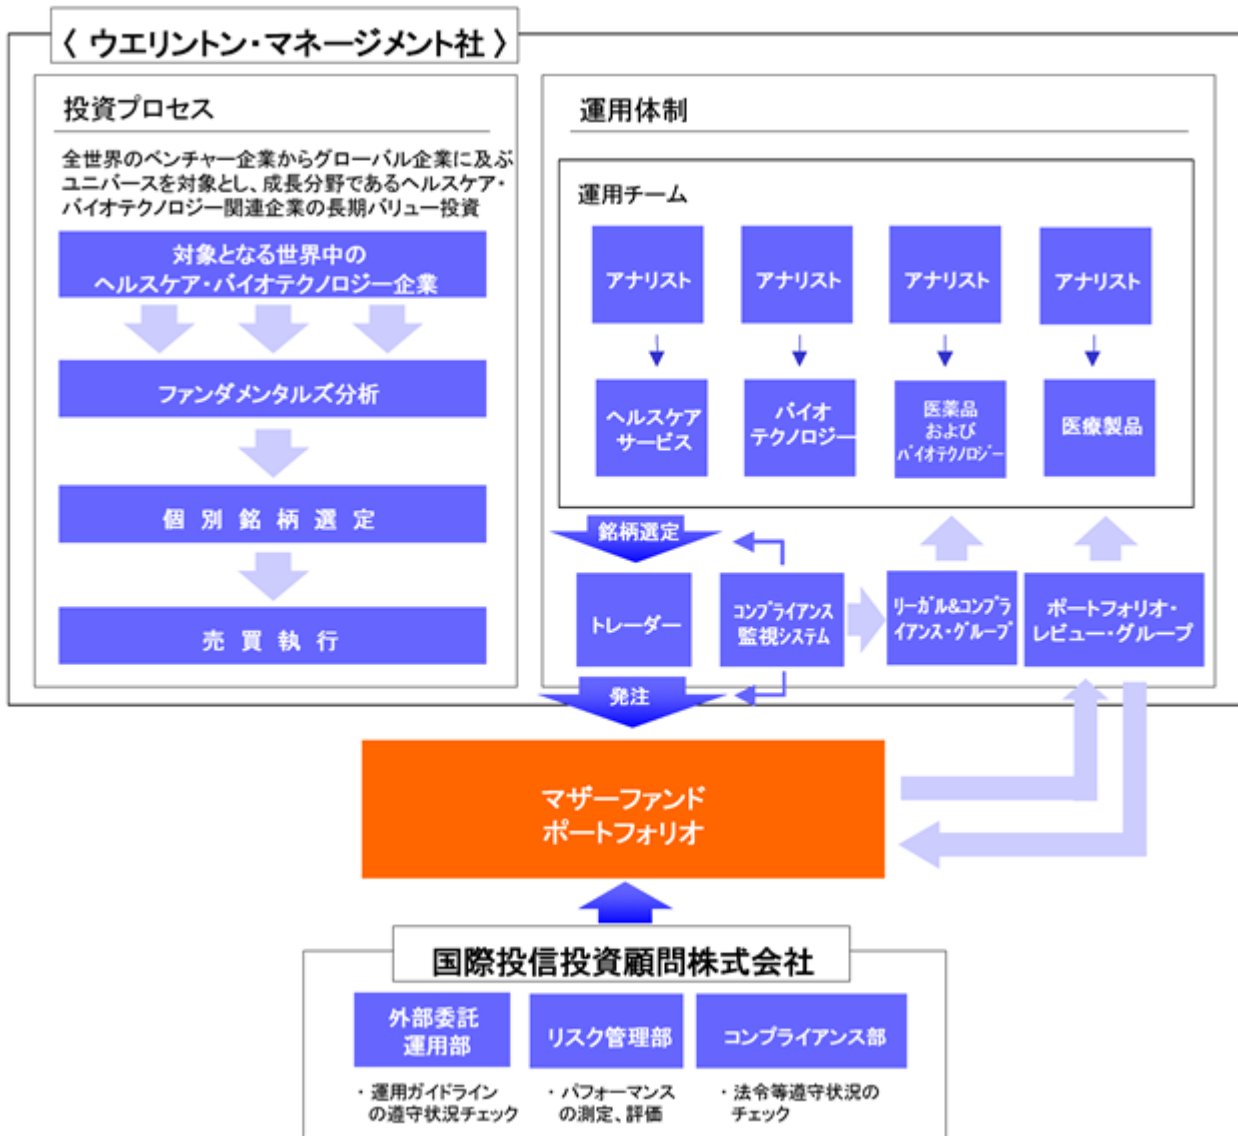 〈 ウエリントン・マネージメント社 〉
投資プロセス
全世界のベンチャー企業からグローバル企業に及ぶ
ユニバースを対象とし、成長分野であるヘルスケア・
バイオテクノロジー関連企業の長期バリュー投資
対象となる世界中の
ヘルスケア・バイオテクノロジー企業
ファンダメンタルズ分析
個 別 銘 柄 選 定
売 買 執 行
運用体制
運用チーム
アナリスト
アナリスト
アナリスト
アナリスト
ヘルスケア
サービス
バイオ
テクノロジー
医薬品
および
バイオテクノロジー
医療製品
銘柄選定
トレーダー
コンプライアンス
監視システム
リーガル&コンプラ
イアンス・グループ
ポートフォリオ・
レビュー・グループ
発注
マザーファンド
ポートフォリオ
国際投信投資顧問株式会社
外部委託
運用部
リスク管理部
コンプライアンス部
・ 運用ガイドライン
の遵守状況チェック
・ パフォーマンス
の測定、評価
・ 法令等遵守状況の
チェック